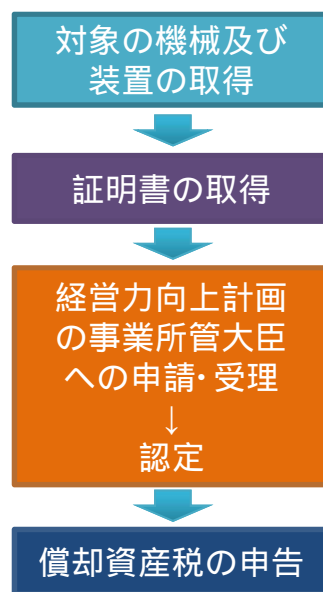 対象の機械及び
装置の取得
証明書の取得
経営力向上計画
の事業所管大臣
への申請・受理
↓
認定
償却資産税の申告